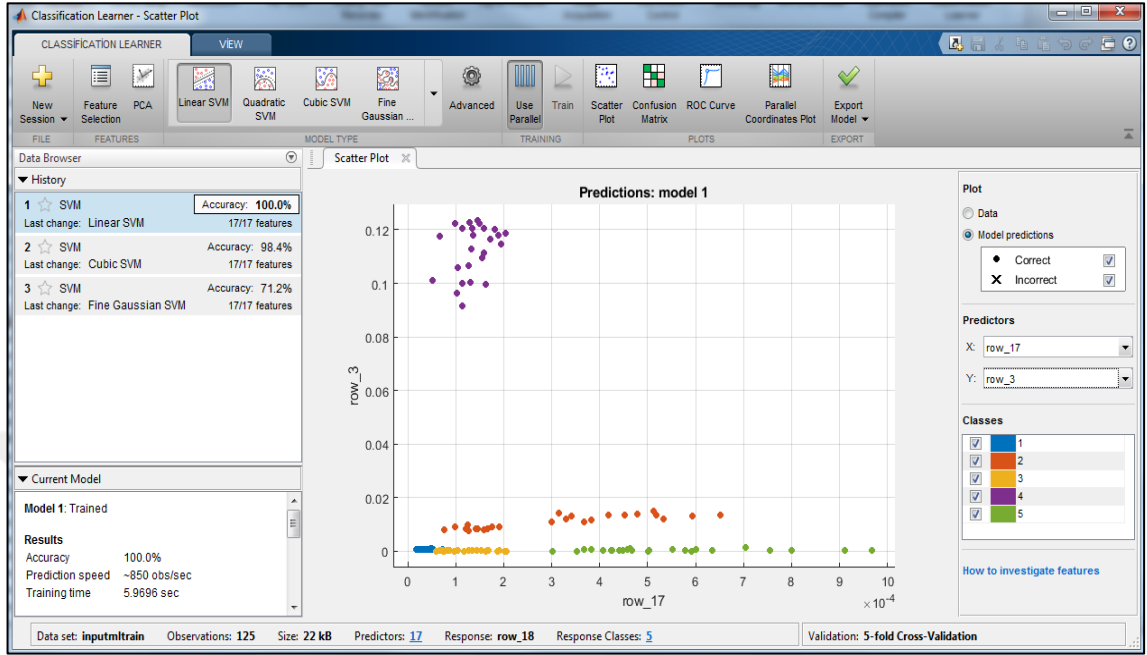 Classification Learner - Scatter Plot
CLASSIFICATION LEARNER VIEW
New Session
Feature Selection
PCA
Linear SVM
Quadratic SVM
Cubic SVM
Fine Gaussian ...
Advanced
Use Parallel
Train
Scatter Plot
Confusion Matrix
ROC Curve
Parallel Coordinates Plot
Export Model
FILE FEATURES MODEL TYPE TRAINING PLOTS EXPORT
Data Browser
History
1 SVM Accuracy: 100.0%
Last change: Linear SVM 17/17 features
2 SVM Accuracy: 98.4%
Last change: Cubic SVM 17/17 features
3 SVM Accuracy: 71.2%
Last change: Fine Gaussian SVM 17/17 features
Current Model
Model 1: Trained
Results
Accuracy 100.0%
Prediction speed ~850 obs/sec
Training time 5.9696 sec
Scatter Plot
Predictions: model 1
0.12
0.1
0.08
0.06
0.04
0.02
0
row_3
0 1 2 3 4 5 6 7 8 9 10
row_17
×10-4
Plot
Data
Model predictions
Correct
Incorrect
Predictors
X: row_17
Y: row_3
Classes
1
2
3
4
5
How to investigate features
Data set: inputmltrain Observations: 125 Size: 22 kB Predictors: 17 Response: row_18 Response Classes: 5 Validation: 5-fold Cross-Validation